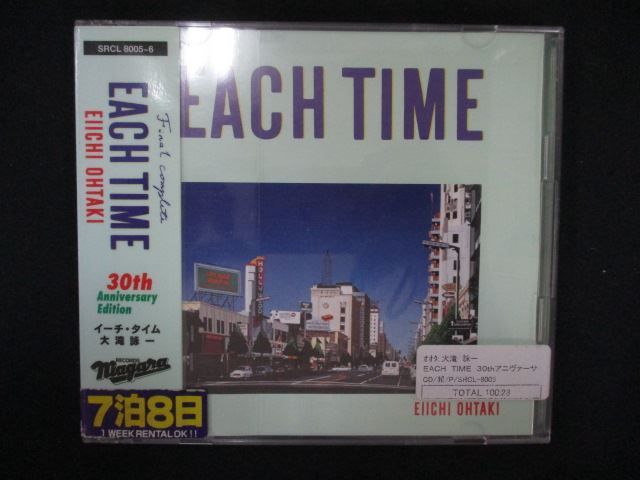 SRCL 8005~6
Final complete
EACH TIME
EIICHI OHTAKI
30th
Anniversary
Edition
イーチ・タイム
大滝詠一
RECORDS
Niagara
7泊8日
1 WEEK RENTAL OK!!
EACH TIME
HOLLY
大滝 詠一
EACH TIME 30thアニヴァーサ
TOTAL 100:23
EIICHI OHTAKI